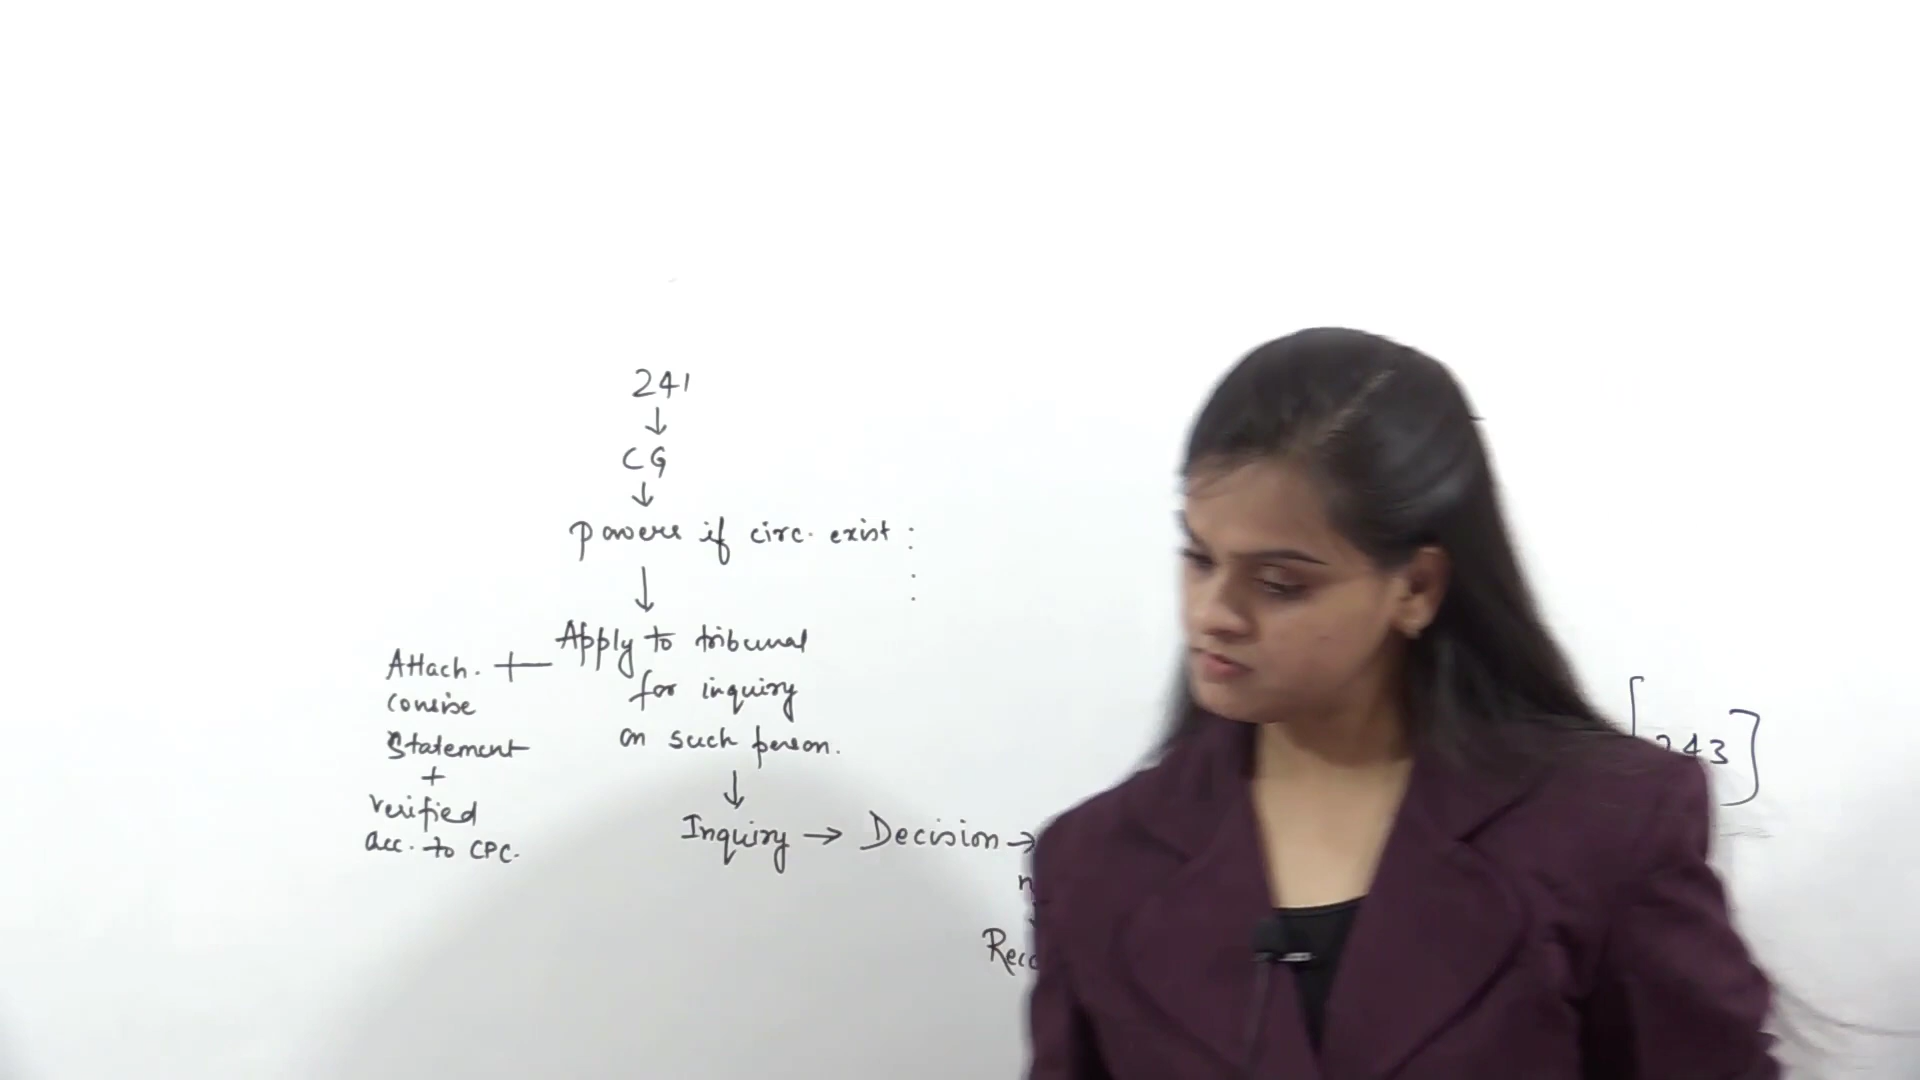 241
↓
CG
↓
Powers if circ. exist :
↓
Apply to tribunal
for inquiry
on such person.
↓
Attach.
concise
Statement
+
verified
acc. to CPC.
Inquiry → Decision →
243